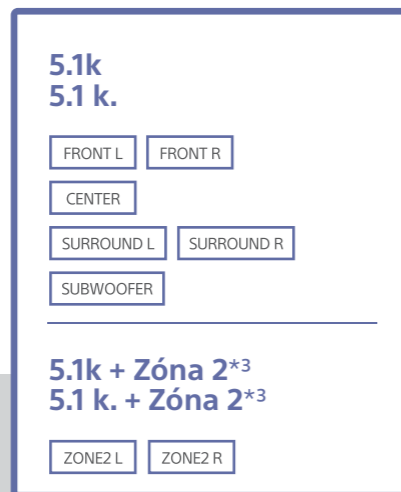 5.1k
5.1 k.
FRONT L FRONT R
CENTER
SURROUND L SURROUND R
SUBWOOFER
5.1k + Zóna 2*3
5.1 k. + Zóna 2*3
ZONE2 L ZONE2 R